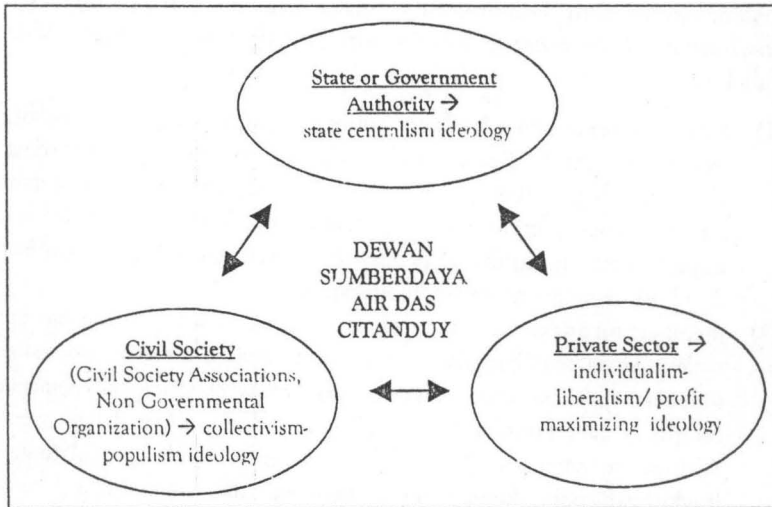 State or Government
Authority →
state centralism ideology
DEWAN
SUMBERDAYA
AIR DAS
CITANDUY
Civil Society
(Civil Society Associations,
Non Governmental
Organization) → collectivism-
populism ideology
Private Sector →
individualim-
liberalism/ profit
maximizing ideology